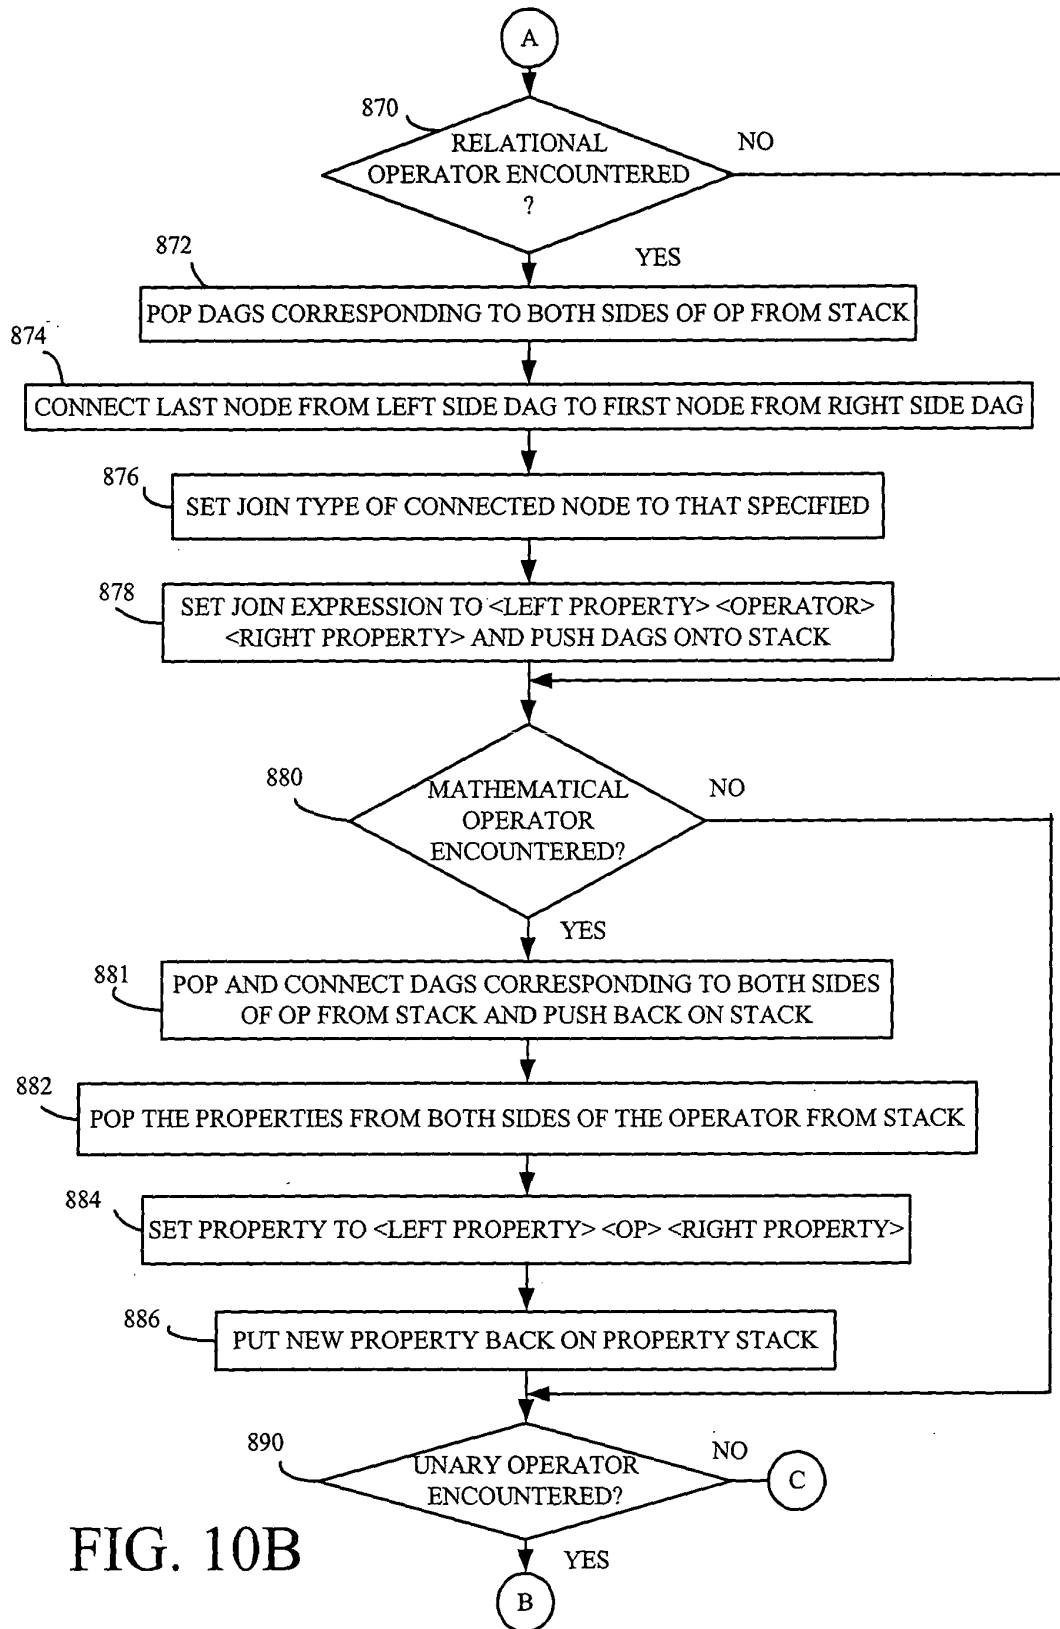 A
870
RELATIONAL
OPERATOR ENCOUNTERED
?
NO
YES
872
POP DAGS CORRESPONDING TO BOTH SIDES OF OP FROM STACK
874
CONNECT LAST NODE FROM LEFT SIDE DAG TO FIRST NODE FROM RIGHT SIDE DAG
876
SET JOIN TYPE OF CONNECTED NODE TO THAT SPECIFIED
878
SET JOIN EXPRESSION TO <LEFT PROPERTY> <OPERATOR>
<RIGHT PROPERTY> AND PUSH DAGS ONTO STACK
880
MATHEMATICAL
OPERATOR
ENCOUNTERED?
NO
YES
881
POP AND CONNECT DAGS CORRESPONDING TO BOTH SIDES
OF OP FROM STACK AND PUSH BACK ON STACK
882
POP THE PROPERTIES FROM BOTH SIDES OF THE OPERATOR FROM STACK
884
SET PROPERTY TO <LEFT PROPERTY> <OP> <RIGHT PROPERTY>
886
PUT NEW PROPERTY BACK ON PROPERTY STACK
890
UNARY OPERATOR
ENCOUNTERED?
NO
C
YES
B
FIG. 10B